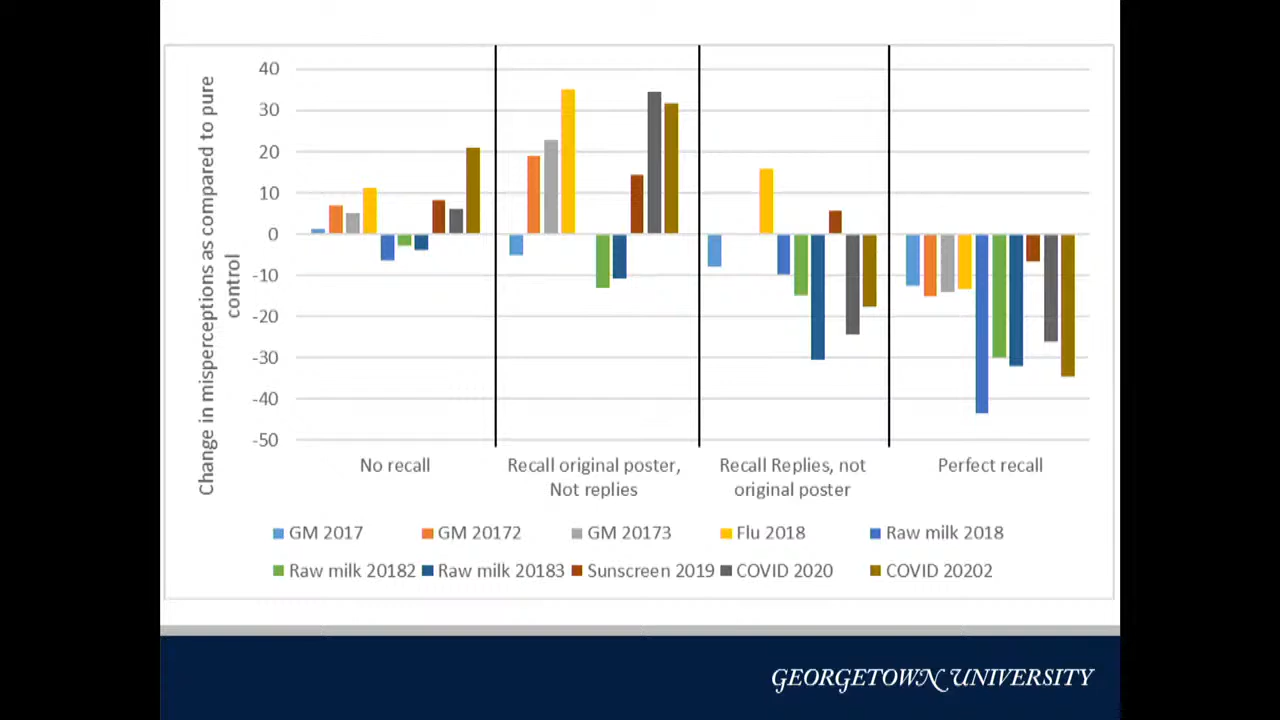 Change in misperceptions as compared to pure
control
40
30
20
10
0
-10
-20
-30
-40
-50
No recall
Recall original poster,
Not replies
Recall Replies, not
original poster
Perfect recall
GM 2017
GM 20172
GM 20173
Flu 2018
Raw milk 2018
Raw milk 20182
Raw milk 20183
Sunscreen 2019
COVID 2020
COVID 20202
GEORGETOWN UNIVERSITY